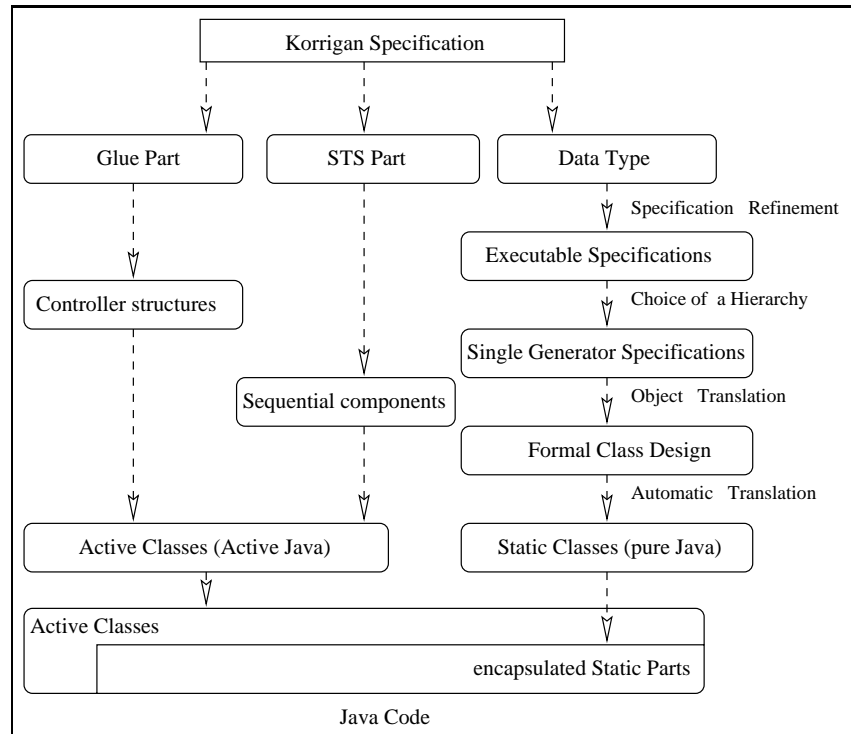 Korrigan Specification
Glue Part
STS Part
Data Type
Specification Refinement
Executable Specifications
Controller structures
Choice of a Hierarchy
Single Generator Specifications
Sequential components
Object Translation
Formal Class Design
Automatic Translation
Active Classes (Active Java)
Static Classes (pure Java)
Active Classes
encapsulated Static Parts
Java Code